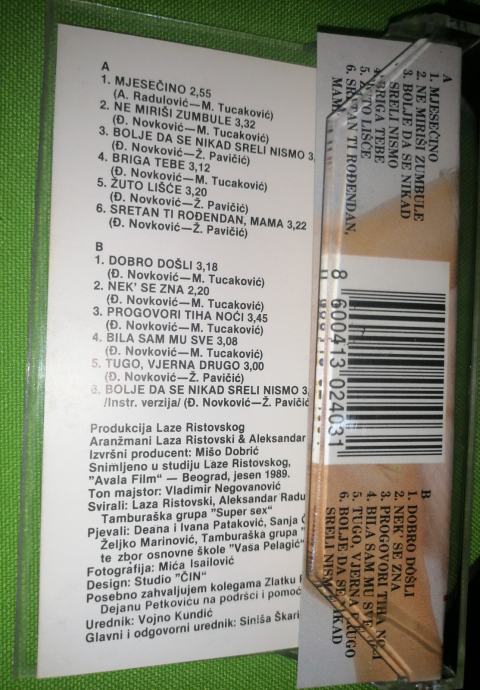 A
1. MJESEČINO 2,55
(A. Radulović—M. Tucaković)
2. NE MIRIŠI ZUMBULE 3,32
(Đ. Novković—M. Tucaković)
3. BOLJE DA SE NIKAD SRELI NISMO 3,
(Đ. Novković—Ž. Pavičić)
4. BRIGA TEBE 3,12
(Đ. Novković—M. Tucaković)
5. ŽUTO LIŠĆE 3,20
(Đ. Novković—Ž. Pavičić)
6. SRETAN TI ROĐENDAN, MAMA 3,22
(Đ. Novković—Ž. Pavičić)
B
1. DOBRO DOŠLI 3,18
(Đ. Novković—M. Tucaković)
2. NEK' SE ZNA 2,20
(Đ. Novković—Ž. Pavičić)
3. PROGOVORI TIHA NOĆI 3,45
(Đ. Novković—M. Tucaković)
4. BILA SAM MU SVE 3,08
(Đ. Novković—Ž. Pavičić)
5. TUGO, VJERNA DRUGO 3,00
(Đ. Novković—Ž. Pavičić)
6. BOLJE DA SE NIKAD SRELI NISMO 3,
/Instr. verzija/ (Đ. Novković—Ž. Pavičić
Produkcija Laze Ristovskog
Aranžmani Laza Ristovski & Aleksandar
Izvršni producent: Mišo Dobrić
Snimljeno u studiju Laze Ristovskog,
"Avala Film" — Beograd, jesen 1989.
Ton majstor: Vladimir Negovanović
Svirali: Laza Ristovski, Aleksandar Radu
Tamburaška grupa "Super sex"
Pjevali: Deana i Ivana Pataković, Sanja
Željko Marinović, Tamburaška grupa "
te zbor osnovne škole "Vasa Pelagić"
Fotografija: Mića Isailović
Design: Studio "ČIN"
Posebno zahvaljujem kolegama Zlatku
Dejanu Petkoviću na podršci i pomoć
Urednik: Vojno Kundić
Glavni i odgovorni urednik: Siniša Škari
A
1. MJESEČINO
2. NE MIRIŠI ZUMBULE
3. BOLJE DA SE NIKAD
SRELI NISMO
4. BRIGA TEBE
5. ŽUTO LIŠĆE
6. SRETAN TI ROĐENDAN,
MAMA
8 600413 024031
B
1. DOBRO DOŠLI
2. NEK' SE ZNA
3. PROGOVORI TIHA
4. BILA SAM MU SVE
5. TUGO, VJERNA DRUGO
6. BOLJE DA SE NIKAD
SRELI NISMO